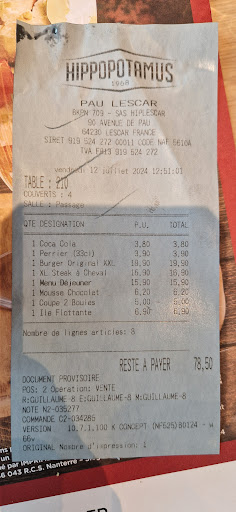 HIPPOPOTAMUS
1968
PAU LESCAR
BKPN 709 - SAS HIPLESCAR
90 AVENUE DE PAU
64230 LESCAR FRANCE
SIRET 919 524 272 00011 CODE NAF 5610A
TVA FR13 919 524 272
vendredi 12 juillet 2024 12:51:01
TABLE : 210
COUVERTS : 4
SALLE : Passage
QTE DESIGNATION P.U. TOTAL
1 Coca Cola 3,80 3,80
1 Perrier (33cl) 3,90 3,90
1 Burger Original XXL 19,90 19,90
1 XL Steak à Cheval 16,90 16,90
1 Menu Déjeuner 15,90 15,90
1 Mousse Chocolat 6,20 6,20
1 Coupe 2 Boules 5,00 5,00
1 Ile Flottante 6,90 6,90
Nombre de lignes articles: 8
RESTE A PAYER 78,50
DOCUMENT PROVISOIRE
POS: 2 Opération: VENTE
R:GUILLAUME-8 E:GUILLAUME-8 M:GUILLAUME-8
NOTE N2-035277
COMMANDE C2-034285
VERSION : 10.7.1.100 K CONCEPT (NF525)B0124 - W
66v
ORIGINAL Nombre d'impression: 1
R.C.S. Nanterre